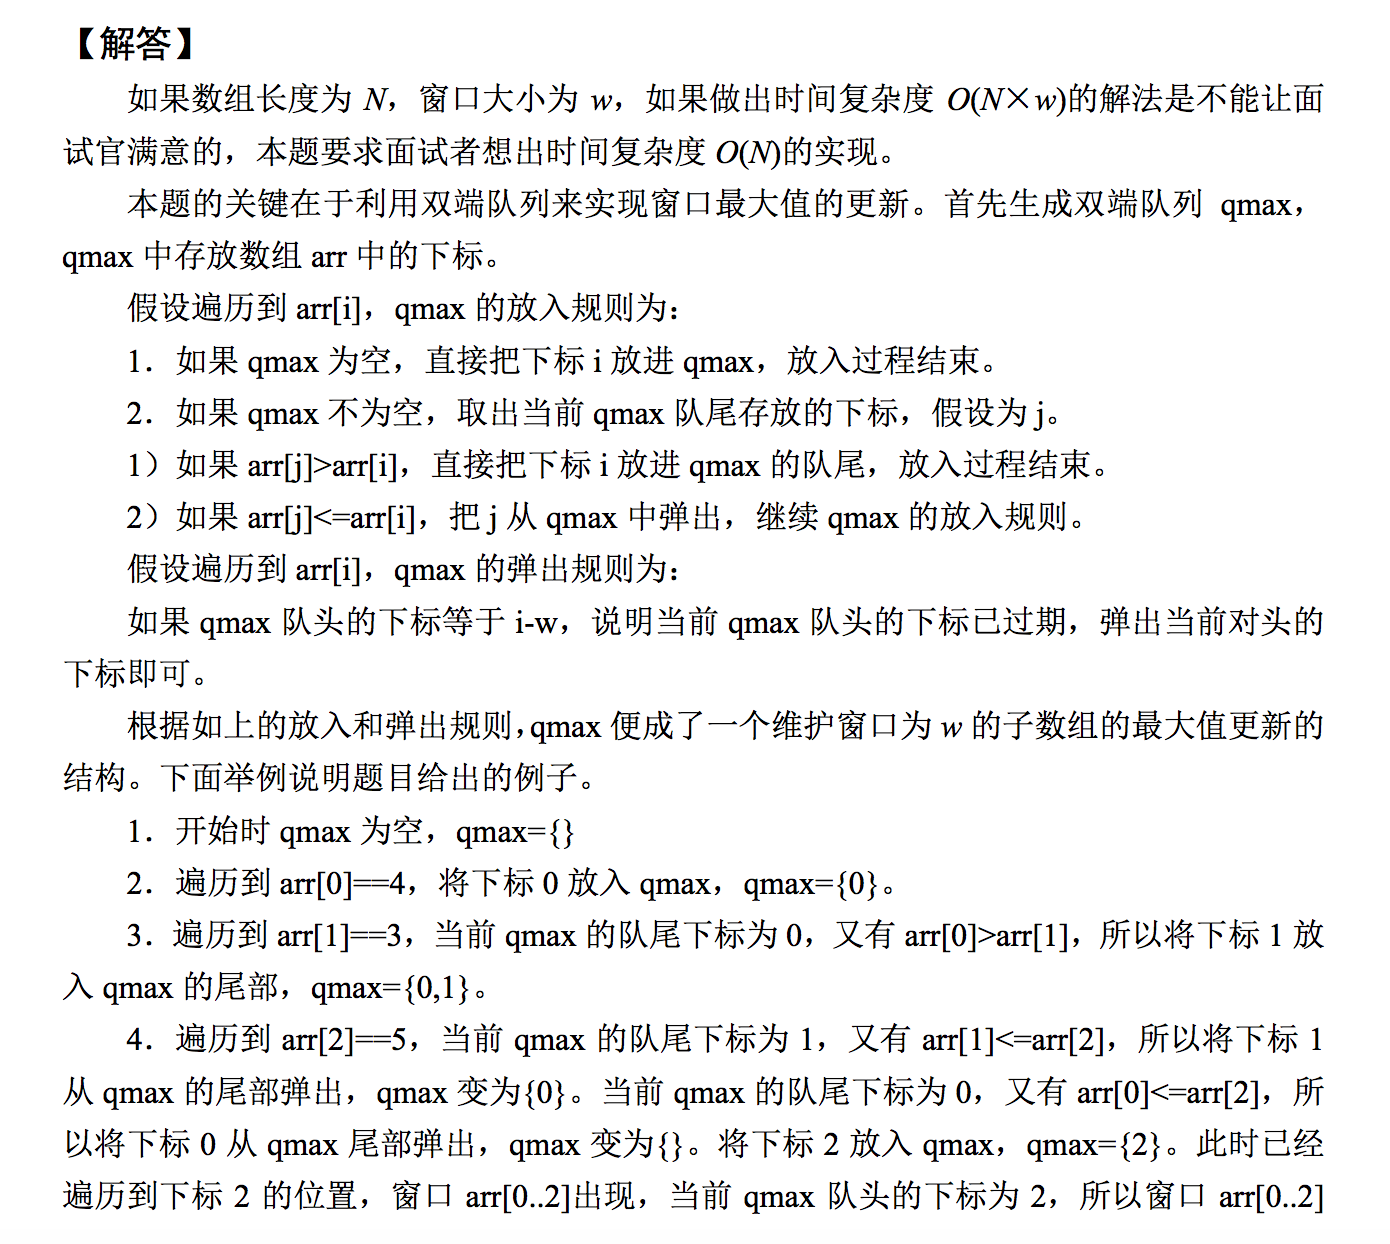 【解答】
如果数组长度为 N，窗口大小为 w，如果做出时间复杂度 O(N×w)的解法是不能让面
试官满意的，本题要求面试者想出时间复杂度 O(N)的实现。
本题的关键在于利用双端队列来实现窗口最大值的更新。首先生成双端队列 qmax，
qmax 中存放数组 arr 中的下标。
假设遍历到 arr[i]，qmax 的放入规则为：
1．如果 qmax 为空，直接把下标 i 放进 qmax，放入过程结束。
2．如果 qmax 不为空，取出当前 qmax 队尾存放的下标，假设为 j。
1）如果 arr[j]>arr[i]，直接把下标 i 放进 qmax 的队尾，放入过程结束。
2）如果 arr[j]<=arr[i]，把 j 从 qmax 中弹出，继续 qmax 的放入规则。
假设遍历到 arr[i]，qmax 的弹出规则为：
如果 qmax 队头的下标等于 i-w，说明当前 qmax 队头的下标已过期，弹出当前对头的
下标即可。
根据如上的放入和弹出规则，qmax 便成了一个维护窗口为 w 的子数组的最大值更新的
结构。下面举例说明题目给出的例子。
1．开始时 qmax 为空，qmax={}
2．遍历到 arr[0]==4，将下标 0 放入 qmax，qmax={0}。
3．遍历到 arr[1]==3，当前 qmax 的队尾下标为 0，又有 arr[0]>arr[1]，所以将下标 1 放
入 qmax 的尾部，qmax={0,1}。
4．遍历到 arr[2]==5，当前 qmax 的队尾下标为 1，又有 arr[1]<=arr[2]，所以将下标 1
从 qmax 的尾部弹出，qmax 变为{0}。当前 qmax 的队尾下标为 0，又有 arr[0]<=arr[2]，所
以将下标 0 从 qmax 尾部弹出，qmax 变为{}。将下标 2 放入 qmax，qmax={2}。此时已经
遍历到下标 2 的位置，窗口 arr[0..2]出现，当前 qmax 队头的下标为 2，所以窗口 arr[0..2]